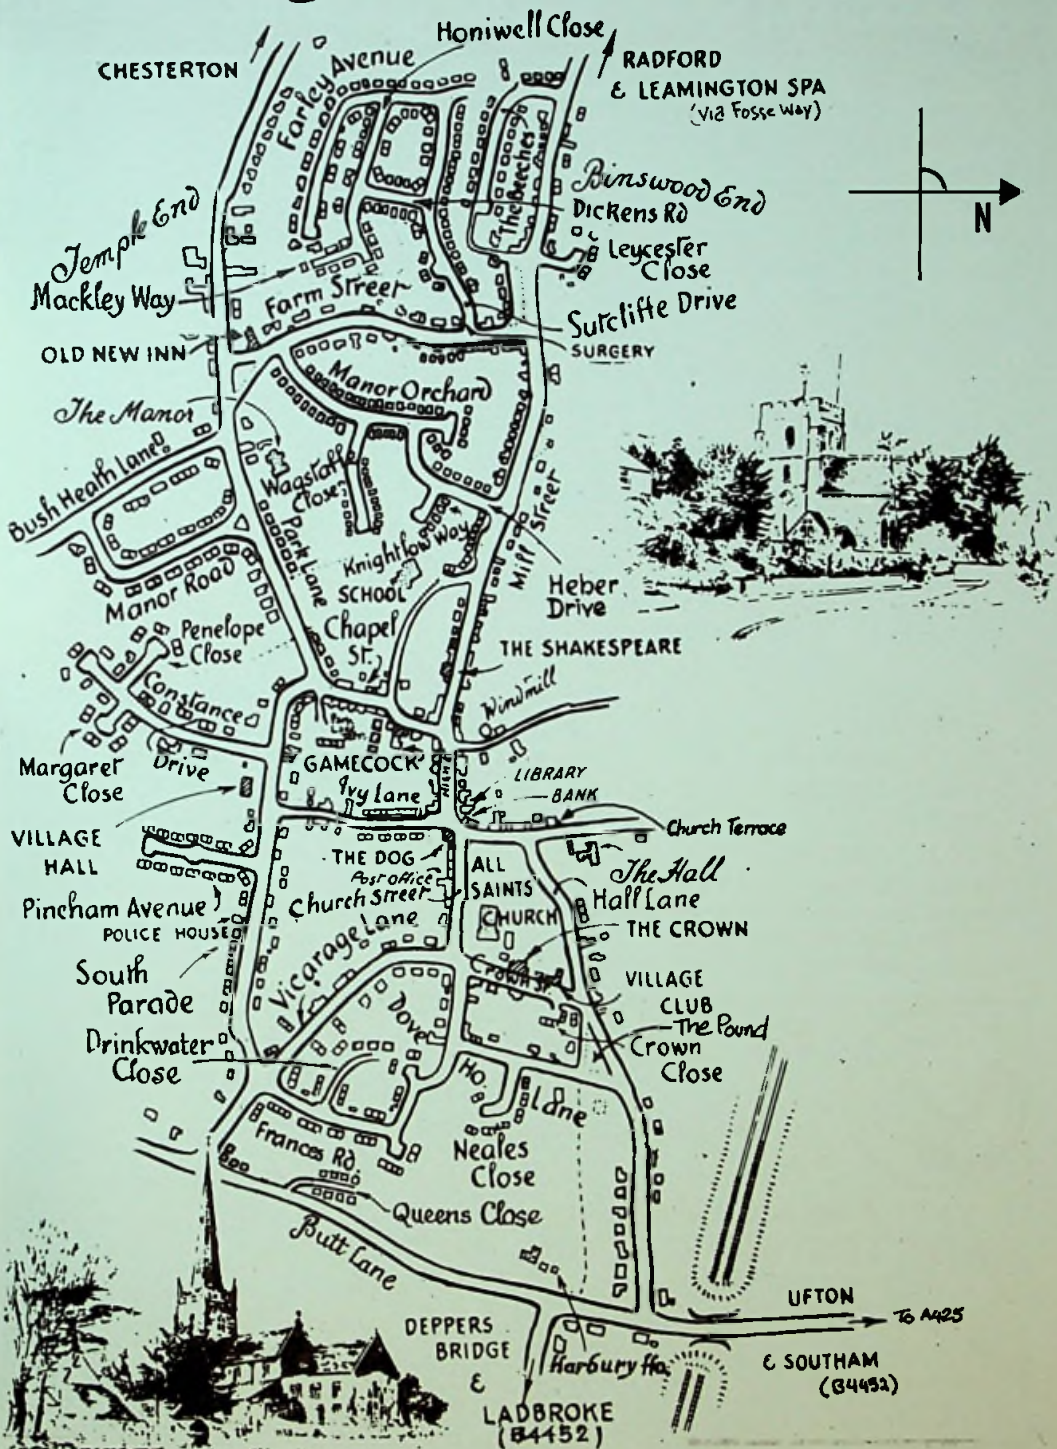 Honiwell Close
CHESTERTON
Farley Avenue
RADFORD
& LEAMINGTON SPA
(Via Fosse Way)
The Beeches
Binswood End
Dickens Rd
N
Temple End
Leycester
Close
Mackley Way
Farm Street
Sutcliffe Drive
OLD NEW INN
SURGERY
Manor Orchard
The Manor
Bush Heath Lane
Wagstaff
Close
Park Lane
Knightlow Way
Mill Street
SCHOOL
Heber
Drive
Manor Road
Chapel
St.
Penelope
Close
THE SHAKESPEARE
Constance
Drive
Windmill
Margaret
Close
GAMECOCK
HIGH
Ivy Lane
LIBRARY
BANK
Church Terrace
VILLAGE
HALL
THE DOG
Post Office
ALL
SAINTS
CHURCH
The Hall
Hall Lane
Pincham Avenue
Church Street
POLICE HOUSE
Vicarage Lane
THE CROWN
South
Parade
Crown St.
VILLAGE
CLUB
The Pound
Dove
Ho.
Lane
Crown
Close
Drinkwater
Close
Frances Rd.
Neales
Close
Queens Close
Butt Lane
UFTON
To A425
DEPPERS
BRIDGE
&
LADBROKE
(B4452)
Harbury Ho.
& SOUTHAM
(B4452)